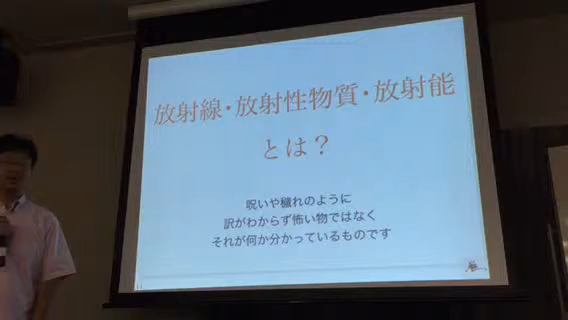 放射線・放射性物質・放射能
とは？
呪いや穢れのように
訳がわからず怖い物ではなく
それが何か分かっているものです